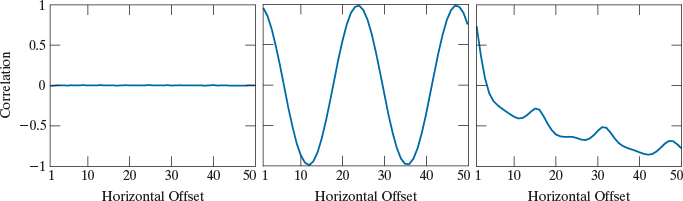 1
0.5
0
−0.5
−1
Correlation
1 10 20 30 40 50
1 10 20 30 40 50
1 10 20 30 40 50
Horizontal Offset
Horizontal Offset
Horizontal Offset